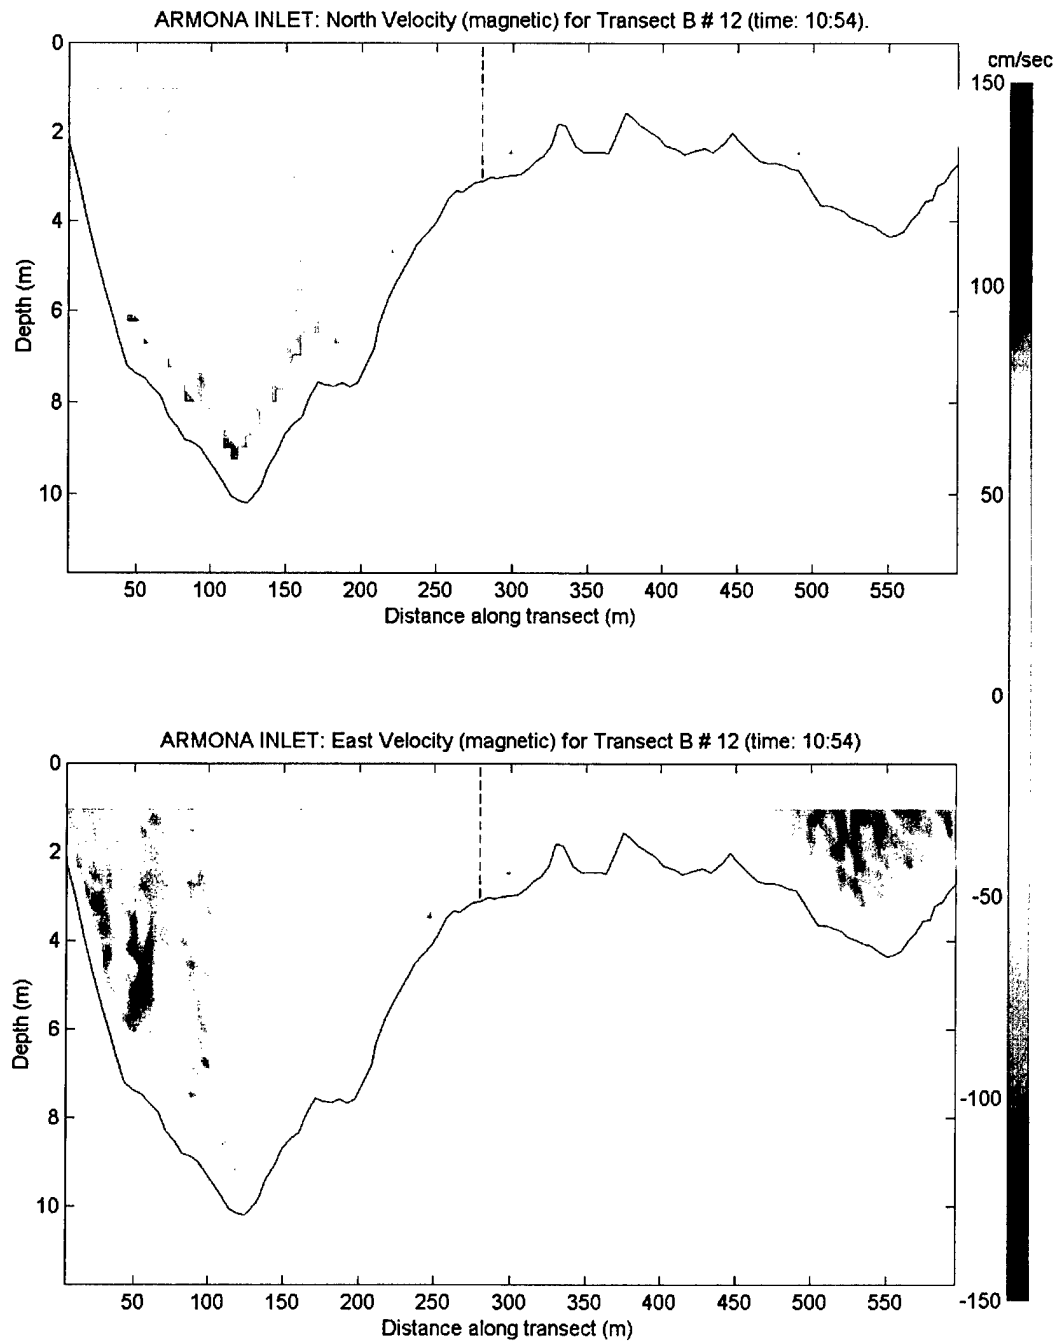 ARMONA INLET: North Velocity (magnetic) for Transect B # 12 (time: 10:54).
cm/sec
0
2
4
6
8
10
Depth (m)
50 100 150 200 250 300 350 400 450 500 550
Distance along transect (m)
150
100
50
0
-50
-100
-150
ARMONA INLET: East Velocity (magnetic) for Transect B # 12 (time: 10:54)
0
2
4
6
8
10
Depth (m)
50 100 150 200 250 300 350 400 450 500 550
Distance along transect (m)